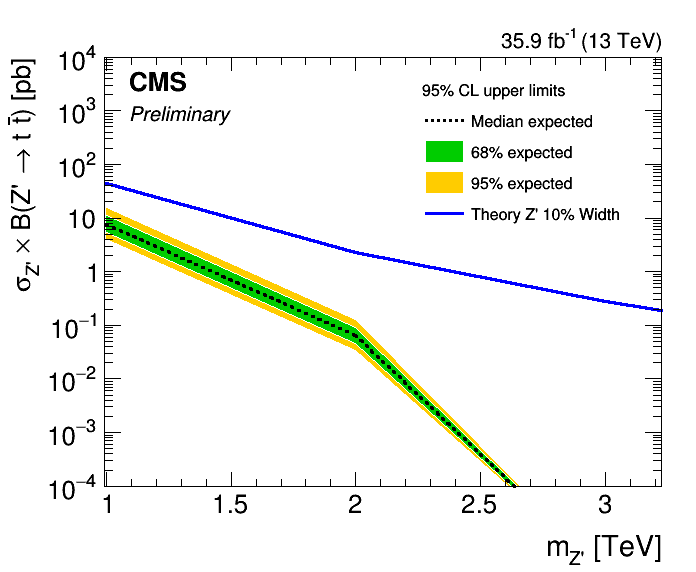 35.9 fb⁻¹ (13 TeV)
CMS
Preliminary
95% CL upper limits
Median expected
68% expected
95% expected
Theory Z' 10% Width
σ_Z' × B(Z' → t t̄) [pb]
10⁴
10³
10²
10
1
10⁻¹
10⁻²
10⁻³
10⁻⁴
1 1.5 2 2.5 3
m_Z' [TeV]